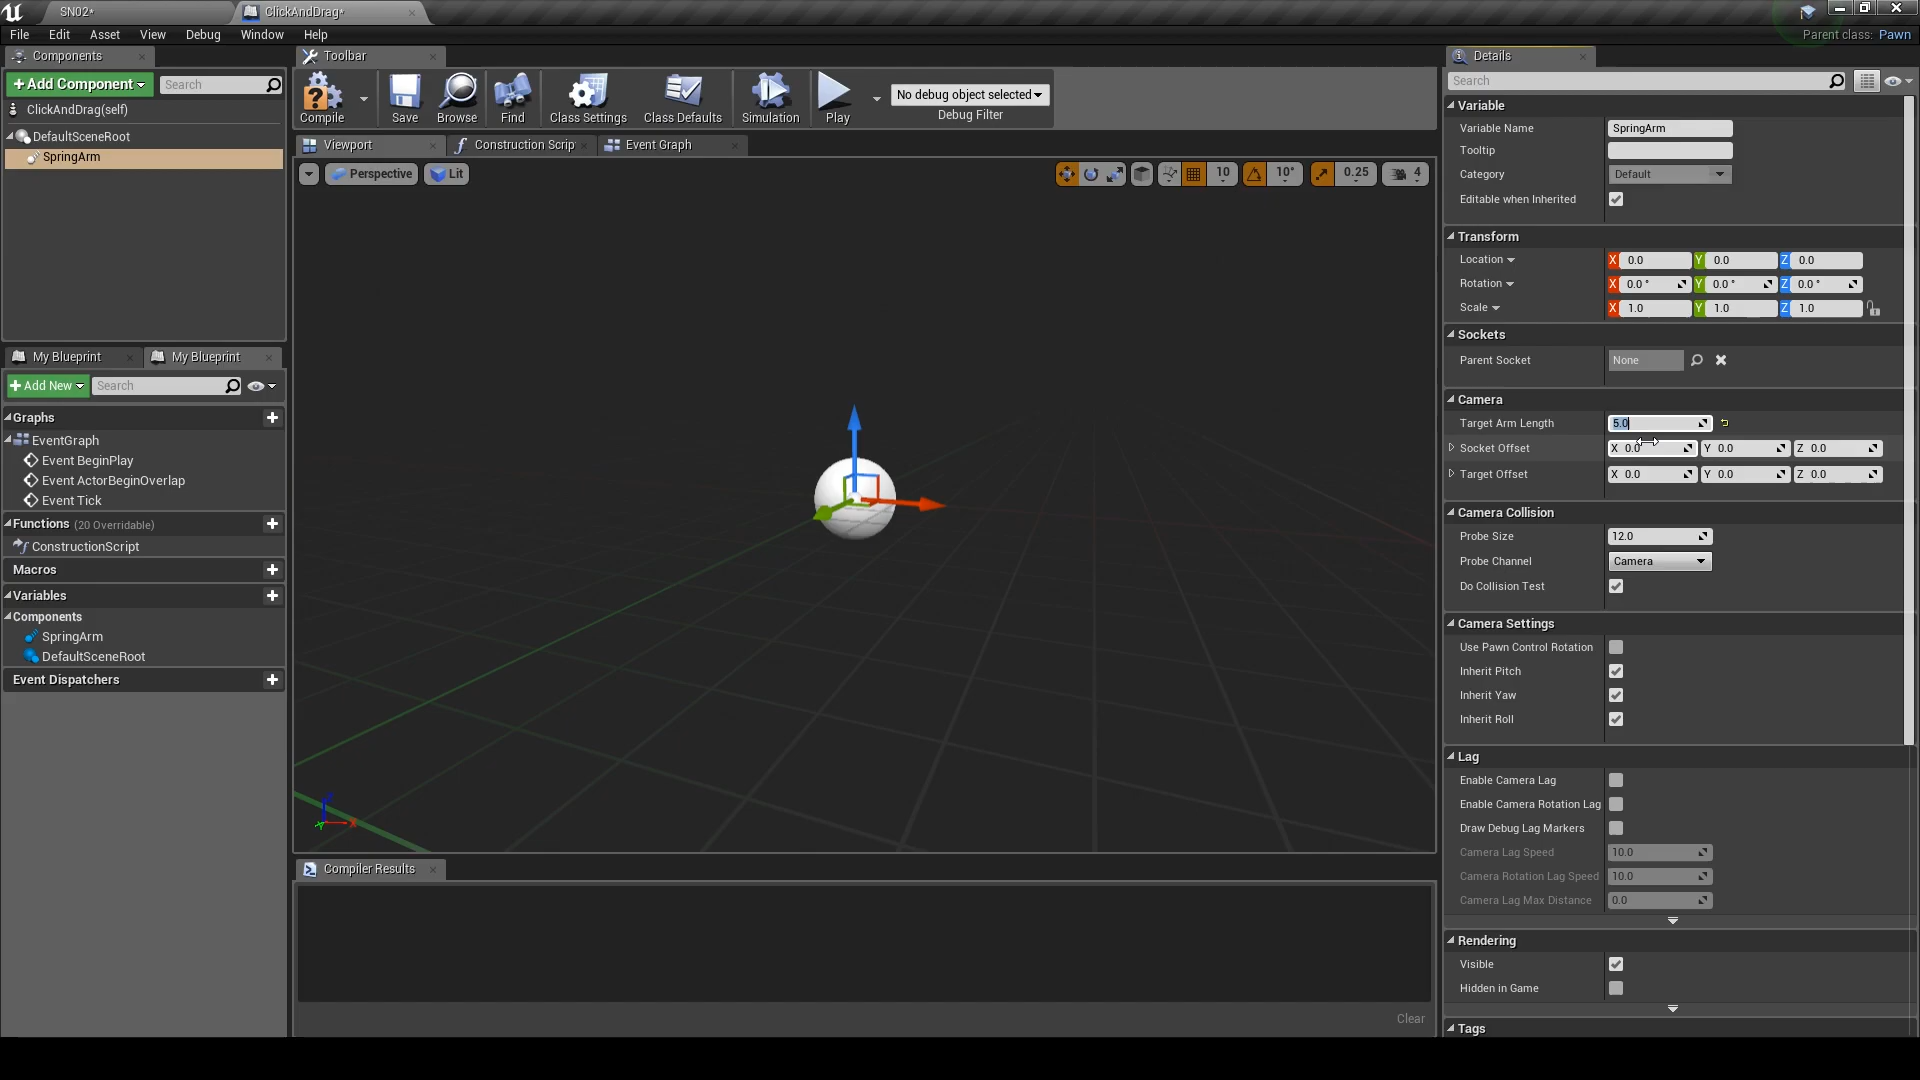 SN02*
ClickAndDrag*
File Edit Asset View Debug Window Help
Parent class: Pawn
Components
+Add Component
Search
ClickAndDrag(self)
DefaultSceneRoot
SpringArm
My Blueprint
My Blueprint
+Add New
Search
Graphs
EventGraph
Event BeginPlay
Event ActorBeginOverlap
Event Tick
Functions (20 Overridable)
ConstructionScript
Macros
Variables
Components
SpringArm
DefaultSceneRoot
Event Dispatchers
Toolbar
Compile
Save
Browse
Find
Class Settings
Class Defaults
Simulation
Play
No debug object selected
Debug Filter
Viewport
Construction Scrip
Event Graph
Perspective
Lit
10
10°
0.25
4
Compiler Results
Clear
Details
Search
Variable
Variable Name SpringArm
Tooltip
Category Default
Editable when Inherited
Transform
Location X 0.0 Y 0.0 Z 0.0
Rotation X 0.0 ° Y 0.0 ° Z 0.0 °
Scale X 1.0 Y 1.0 Z 1.0
Sockets
Parent Socket None
Camera
Target Arm Length 5.0
Socket Offset X 0.0 Y 0.0 Z 0.0
Target Offset X 0.0 Y 0.0 Z 0.0
Camera Collision
Probe Size 12.0
Probe Channel Camera
Do Collision Test
Camera Settings
Use Pawn Control Rotation
Inherit Pitch
Inherit Yaw
Inherit Roll
Lag
Enable Camera Lag
Enable Camera Rotation Lag
Draw Debug Lag Markers
Camera Lag Speed 10.0
Camera Rotation Lag Speed 10.0
Camera Lag Max Distance 0.0
Rendering
Visible
Hidden in Game
Tags